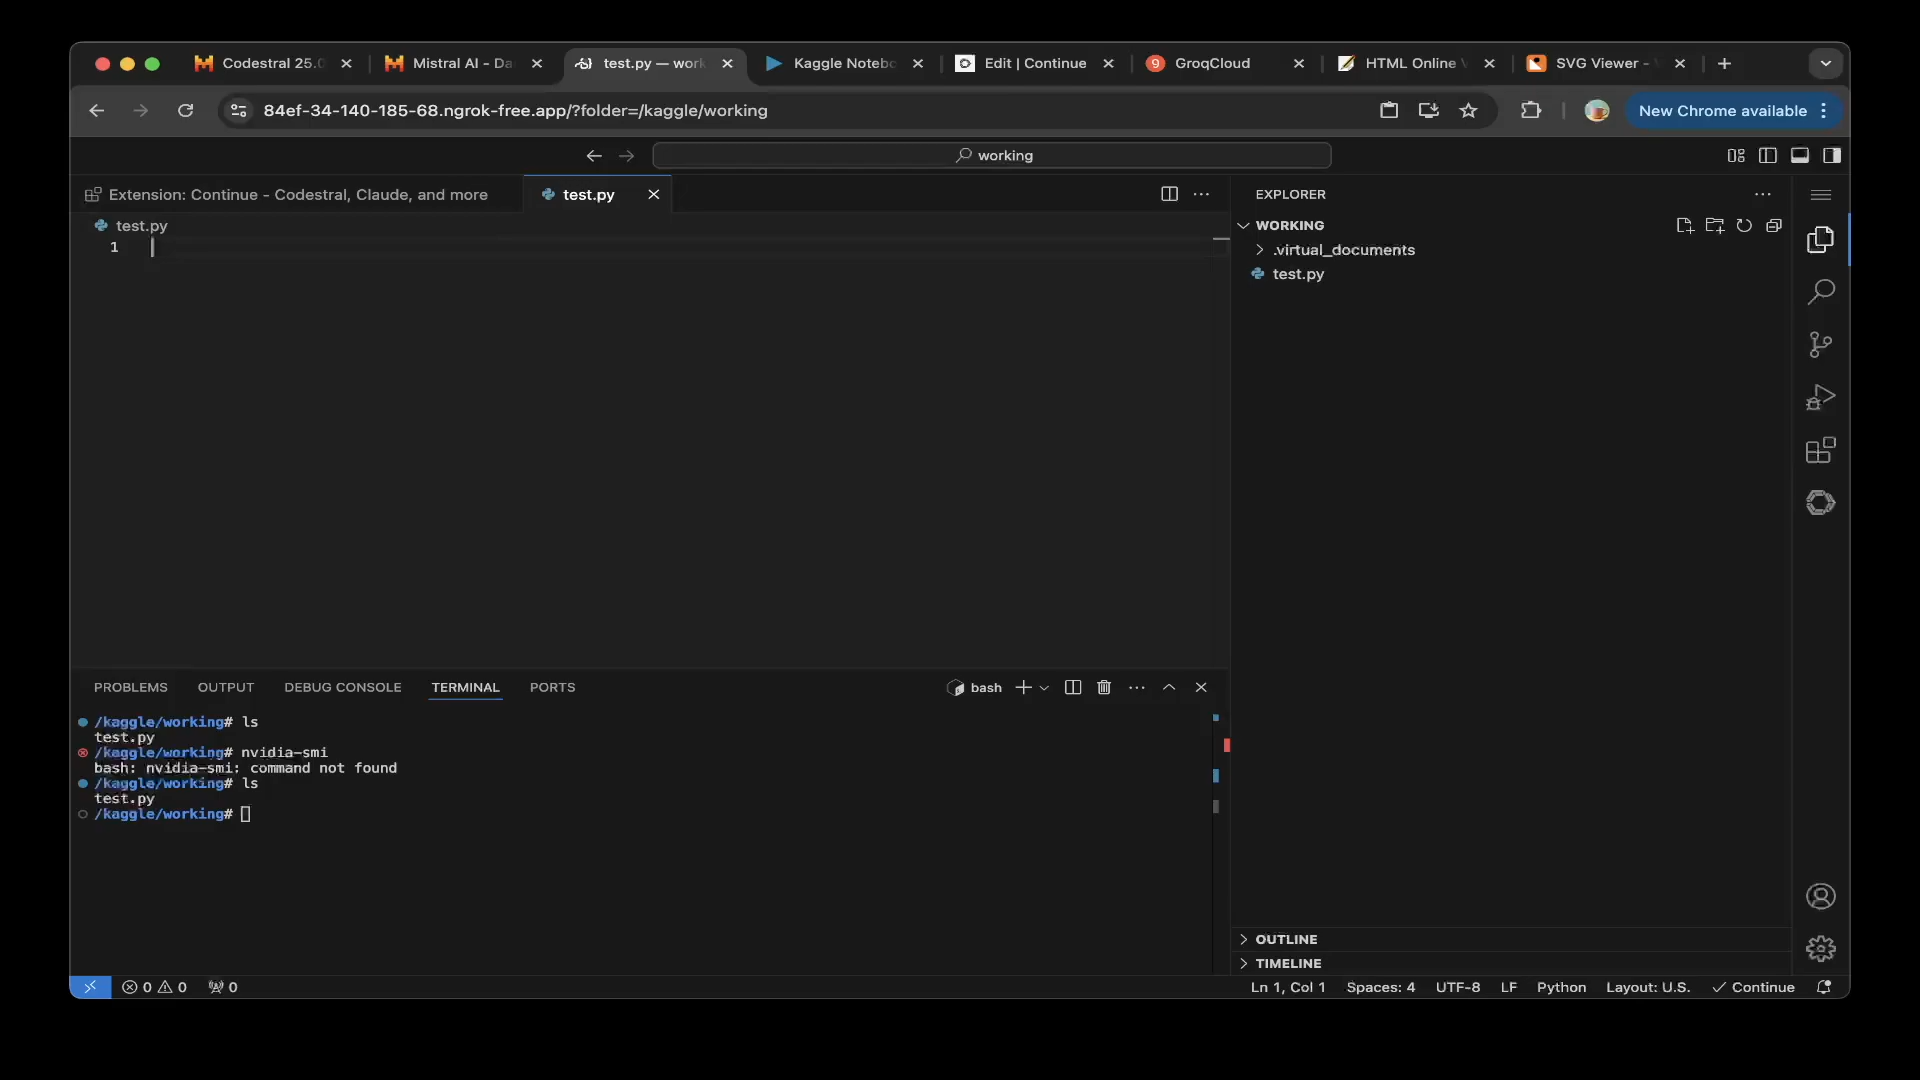 Codestral 25.0
Mistral AI - Da
test.py — work
Kaggle Notebo
Edit | Continue
GroqCloud
HTML Online V
SVG Viewer -
84ef-34-140-185-68.ngrok-free.app/?folder=/kaggle/working
New Chrome available
working
Extension: Continue - Codestral, Claude, and more
test.py
EXPLORER
test.py
WORKING
1
.virtual_documents
test.py
PROBLEMS
OUTPUT
DEBUG CONSOLE
TERMINAL
PORTS
bash
/kaggle/working# ls
test.py
/kaggle/working# nvidia-smi
bash: nvidia-smi: command not found
/kaggle/working# ls
test.py
/kaggle/working#
OUTLINE
TIMELINE
0 0
0
Ln 1, Col 1
Spaces: 4
UTF-8
LF
Python
Layout: U.S.
Continue